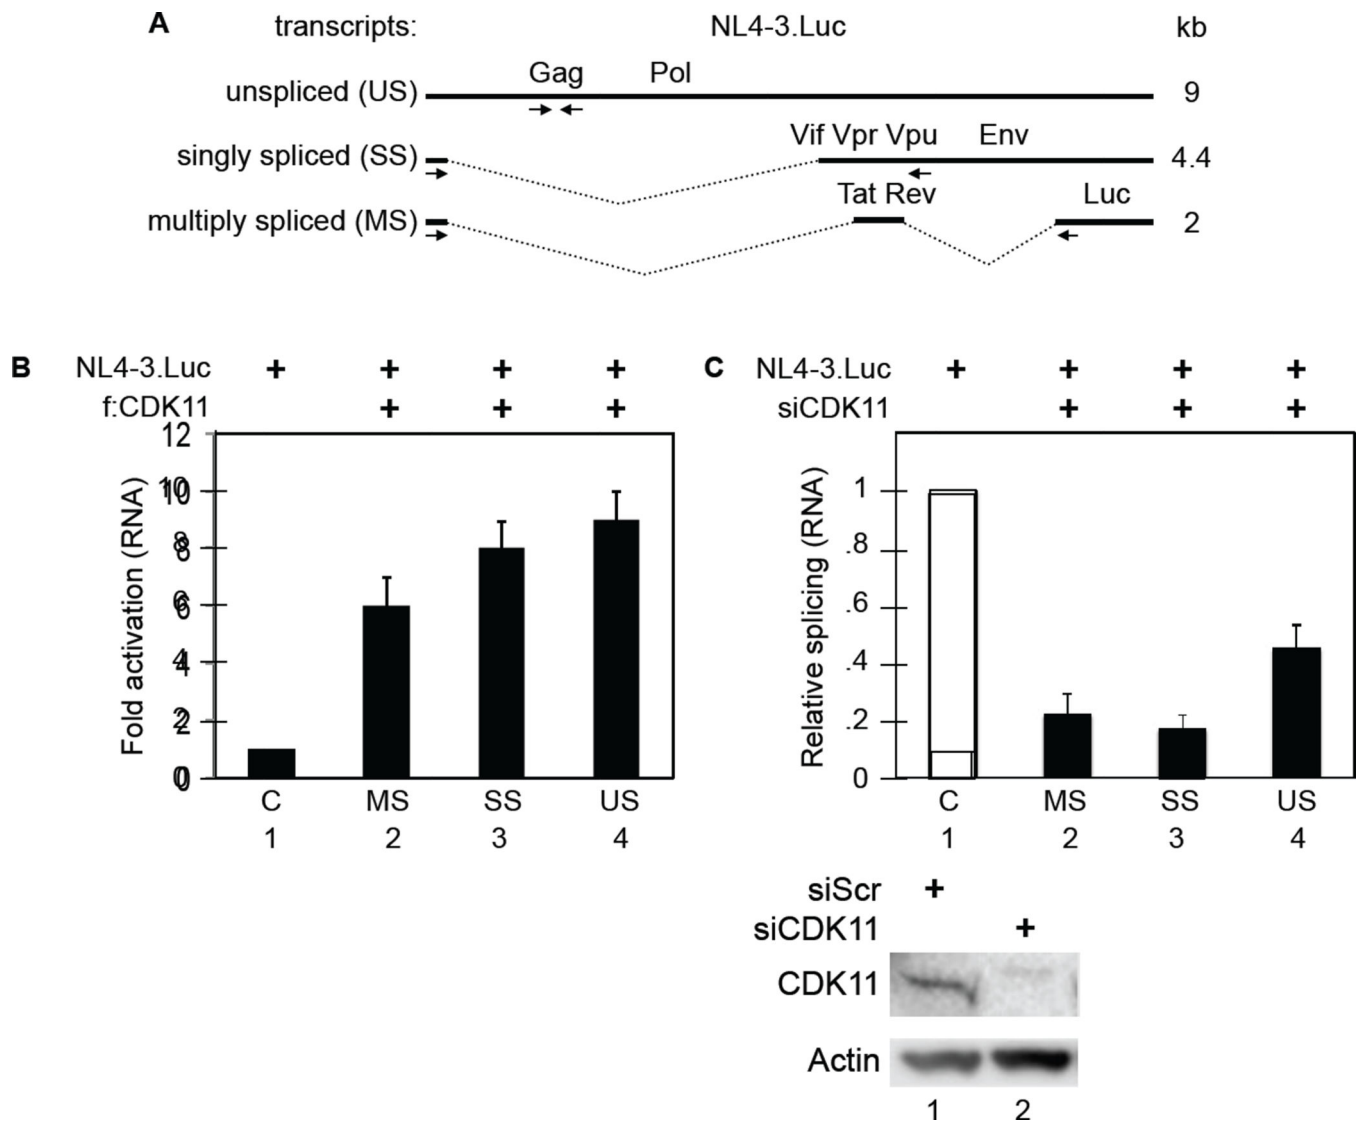 A transcripts: NL4-3.Luc kb
Gag Pol
unspliced (US) 9
Vif Vpr Vpu Env
singly spliced (SS) 4.4
Tat Rev Luc
multiply spliced (MS) 2
B NL4-3.Luc + + + +
f:CDK11 + + +
Fold activation (RNA)
12
10
8
6
4
2
0
C MS SS US
1 2 3 4
C NL4-3.Luc + + + +
siCDK11 + + +
Relative splicing (RNA)
1
.8
.6
.4
.2
0
C MS SS US
1 2 3 4
siScr +
siCDK11 +
CDK11
Actin
1 2